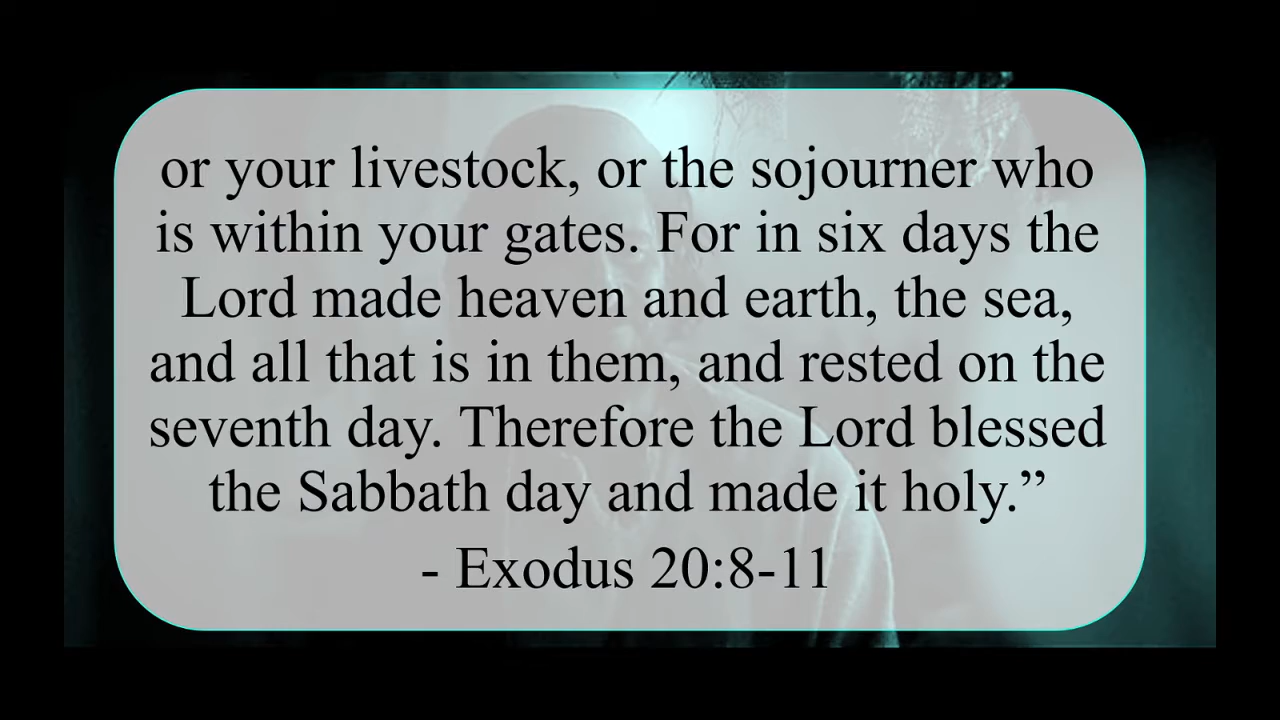 or your livestock, or the sojourner who
is within your gates. For in six days the
Lord made heaven and earth, the sea,
and all that is in them, and rested on the
seventh day. Therefore the Lord blessed
the Sabbath day and made it holy.”
- Exodus 20:8-11